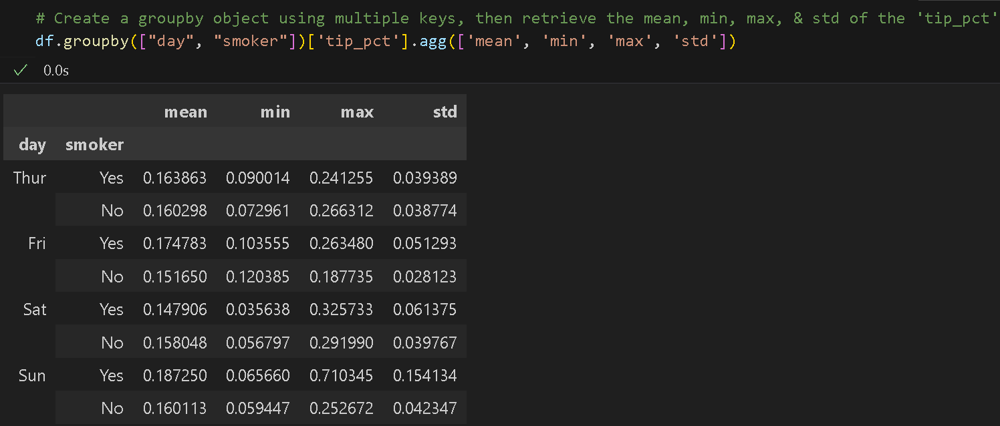 # Create a groupby object using multiple keys, then retrieve the mean, min, max, & std of the 'tip_pct'
df.groupby(["day", "smoker"])['tip_pct'].agg(['mean', 'min', 'max', 'std'])
0.0s
mean min max std
day smoker
Thur Yes 0.163863 0.090014 0.241255 0.039389
No 0.160298 0.072961 0.266312 0.038774
Fri Yes 0.174783 0.103555 0.263480 0.051293
No 0.151650 0.120385 0.187735 0.028123
Sat Yes 0.147906 0.035638 0.325733 0.061375
No 0.158048 0.056797 0.291990 0.039767
Sun Yes 0.187250 0.065660 0.710345 0.154134
No 0.160113 0.059447 0.252672 0.042347